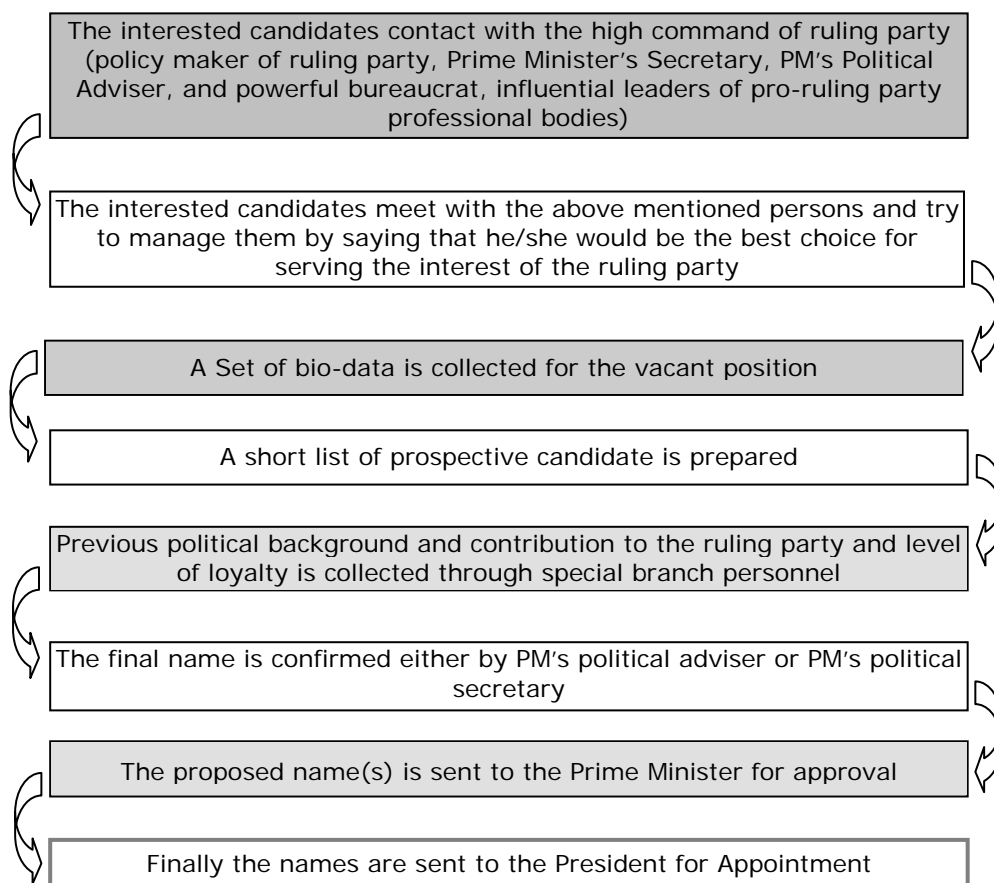 The interested candidates contact with the high command of ruling party
(policy maker of ruling party, Prime Minister’s Secretary, PM’s Political
Adviser, and powerful bureaucrat, influential leaders of pro-ruling party
professional bodies)
The interested candidates meet with the above mentioned persons and try
to manage them by saying that he/she would be the best choice for
serving the interest of the ruling party
A Set of bio-data is collected for the vacant position
A short list of prospective candidate is prepared
Previous political background and contribution to the ruling party and level
of loyalty is collected through special branch personnel
The final name is confirmed either by PM’s political adviser or PM’s political
secretary
The proposed name(s) is sent to the Prime Minister for approval
Finally the names are sent to the President for Appointment